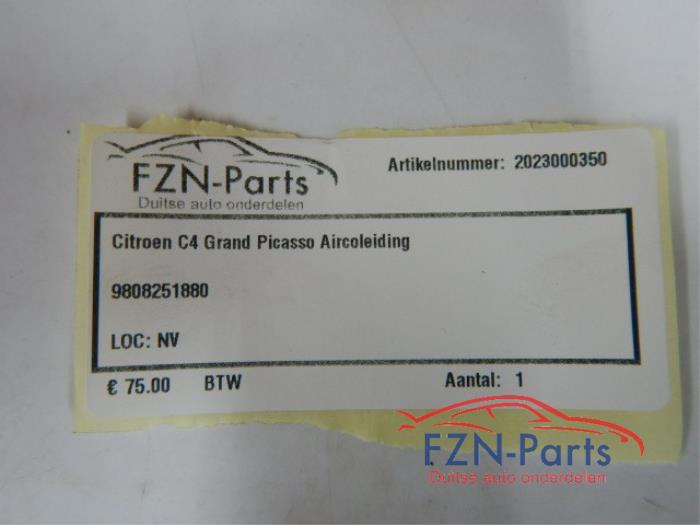 FZN-Parts
Duitse auto onderdelen
Artikelnummer: 2023000350
Citroen C4 Grand Picasso Aircoleiding
9808251880
LOC: NV
€ 75.00 BTW Aantal: 1
FZN-Parts
Duitse auto onderdelen